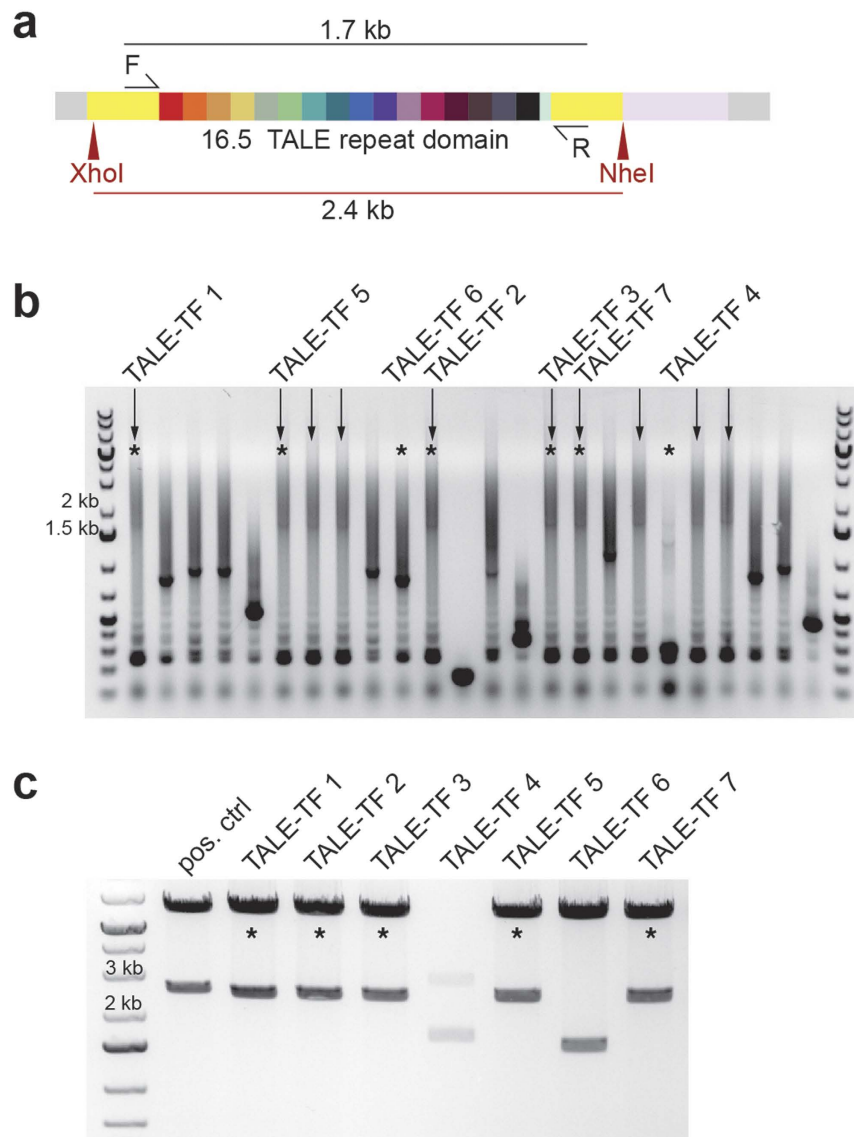 a
1.7 kb
F
16.5 TALE repeat domain
R
XhoI
NheI
2.4 kb
b
TALE-TF 1
TALE-TF 5
TALE-TF 6
TALE-TF 2
TALE-TF 3
TALE-TF 7
TALE-TF 4
* * * * * * *
2 kb
1.5 kb
c
pos. ctrl
TALE-TF 1
TALE-TF 2
TALE-TF 3
TALE-TF 4
TALE-TF 5
TALE-TF 6
TALE-TF 7
* * * * *
3 kb
2 kb